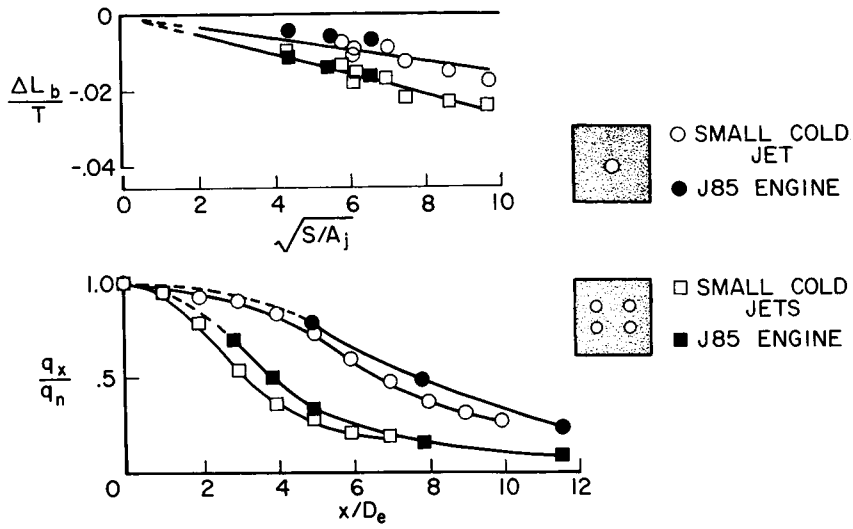 0
-.02
-.04
ΔL_b
T
0 2 4 6 8 10
√S/A_j
SMALL COLD
JET
J85 ENGINE
1.0
.5
q_x
q_n
0 2 4 6 8 10 12
x/D_e
SMALL COLD
JETS
J85 ENGINE